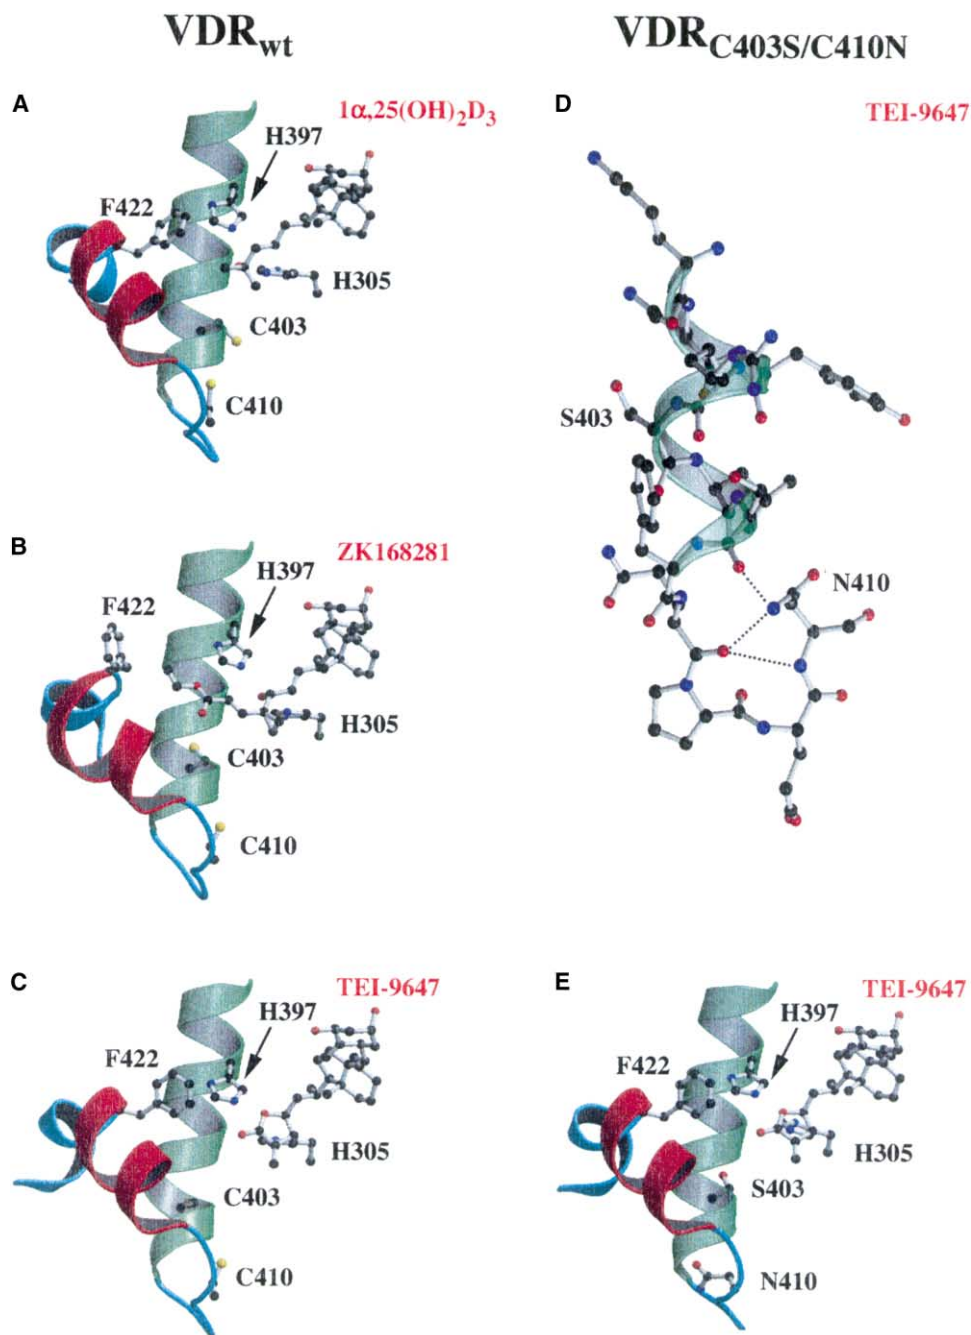 VDRwt
VDRC403S/C410N
A
1α,25(OH)2D3
H397
F422
H305
C403
C410
B
ZK168281
H397
F422
H305
C403
C410
C
TEI-9647
H397
F422
H305
C403
C410
D
TEI-9647
S403
N410
E
TEI-9647
H397
F422
H305
S403
N410